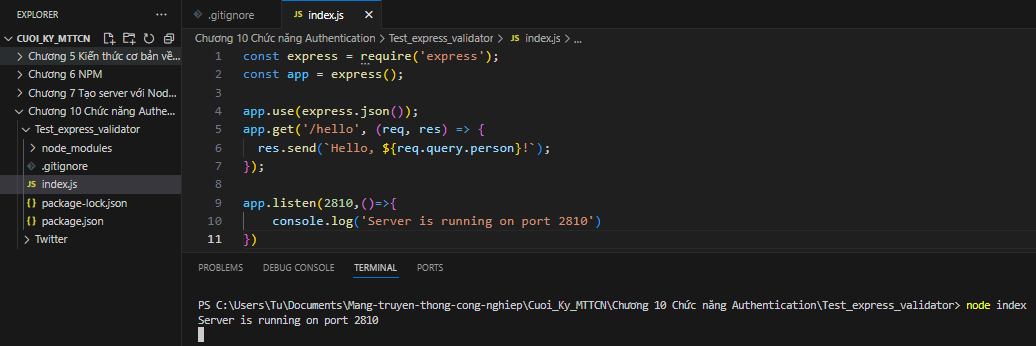 EXPLORER
CUOI_KY_MTTCN
Chương 5 Kiến thức cơ bản về...
Chương 6 NPM
Chương 7 Tạo server với Nod...
Chương 10 Chức năng Authe...
Test_express_validator
node_modules
.gitignore
JS index.js
{} package-lock.json
{} package.json
Twitter
.gitignore
JS index.js
Chương 10 Chức năng Authentication > Test_express_validator > JS index.js > ...
1 const express = require('express');
2 const app = express();
3
4 app.use(express.json());
5 app.get('/hello', (req, res) => {
6 res.send(`Hello, ${req.query.person}!`);
7 });
8
9 app.listen(2810,()=>{
10 console.log('Server is running on port 2810')
11 })
PROBLEMS DEBUG CONSOLE TERMINAL PORTS
PS C:\Users\Tu\Documents\Mang-truyen-thong-cong-nghiep\Cuoi_Ky_MTTCN\Chương 10 Chức năng Authentication\Test_express_validator> node index
Server is running on port 2810